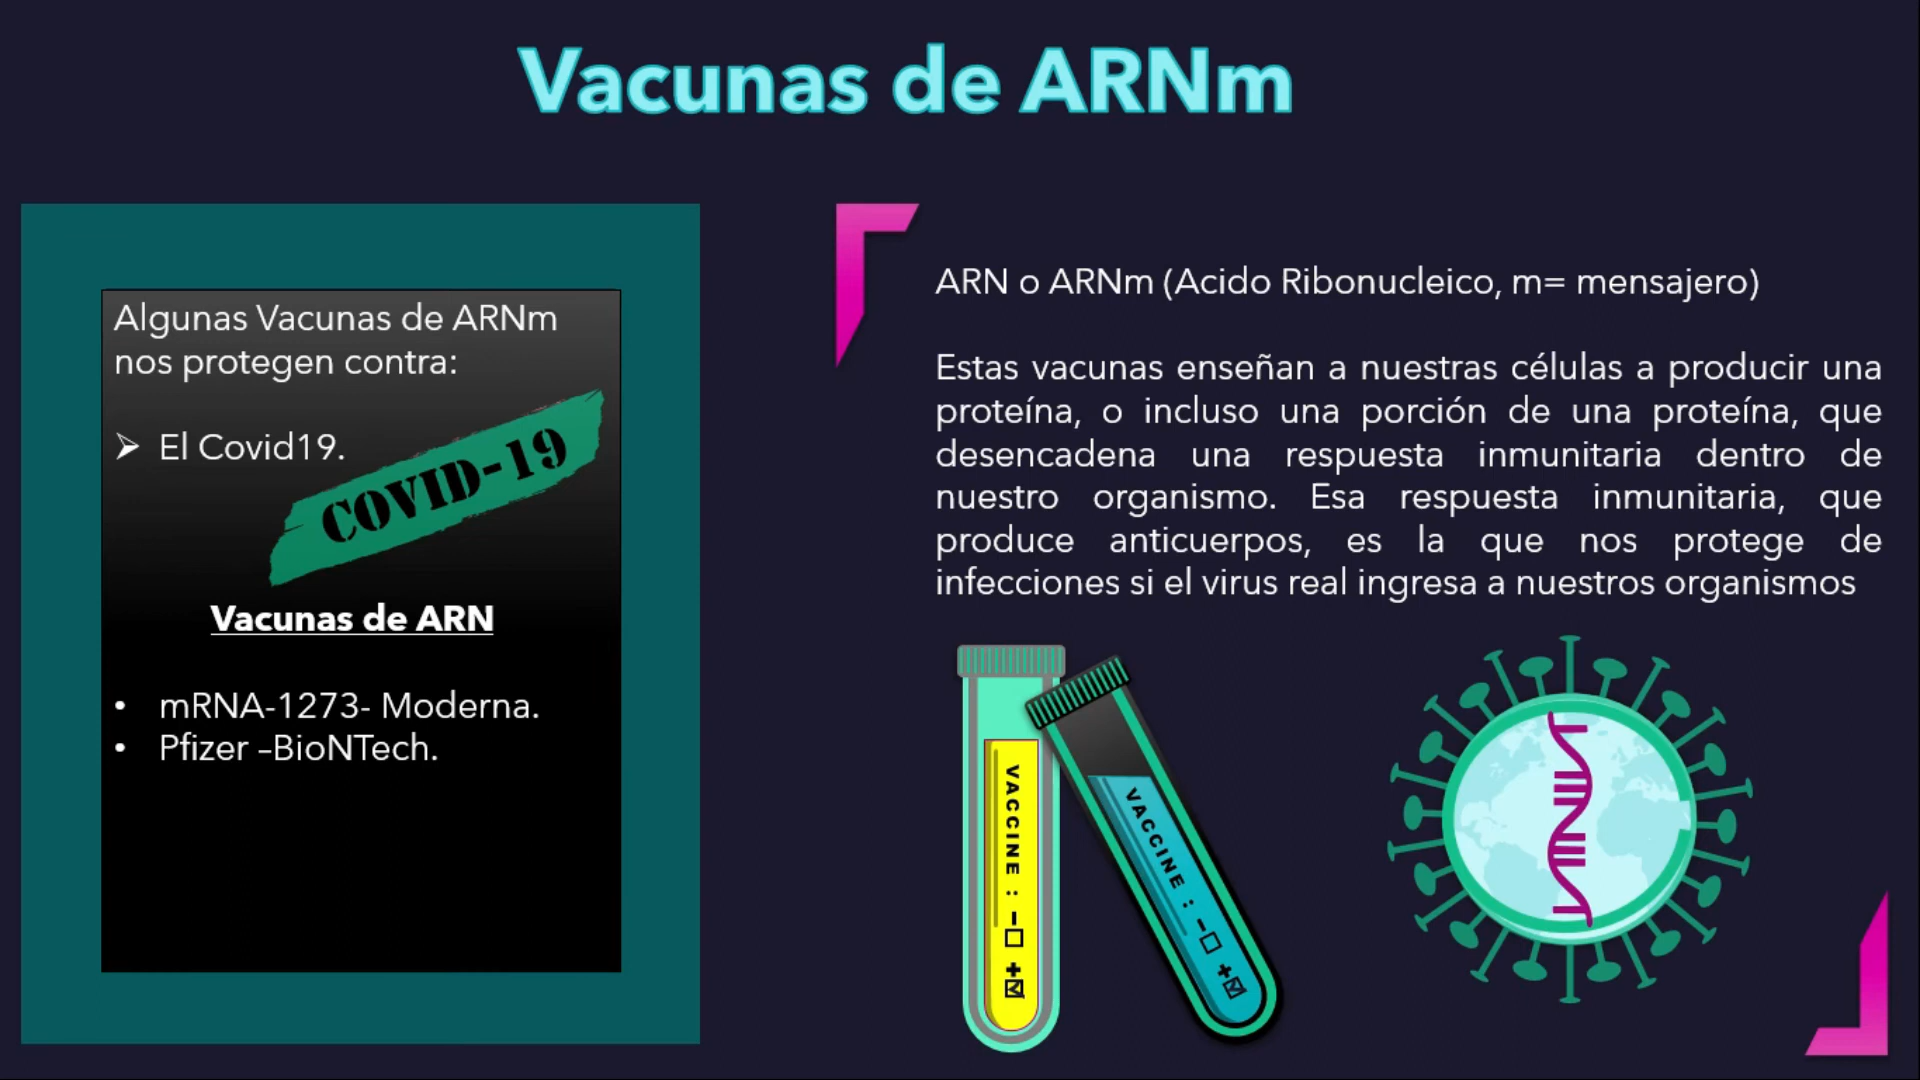 Vacunas de ARNm
Algunas Vacunas de ARNm
nos protegen contra:
➢ El Covid19.
COVID-19
Vacunas de ARN
• mRNA-1273- Moderna.
• Pfizer –BioNTech.
ARN o ARNm (Acido Ribonucleico, m= mensajero)
Estas vacunas enseñan a nuestras células a producir una
proteína, o incluso una porción de una proteína, que
desencadena una respuesta inmunitaria dentro de
nuestro organismo. Esa respuesta inmunitaria, que
produce anticuerpos, es la que nos protege de
infecciones si el virus real ingresa a nuestros organismos
VACCINE : -☐ +☑
VACCINE : -☐ +☑